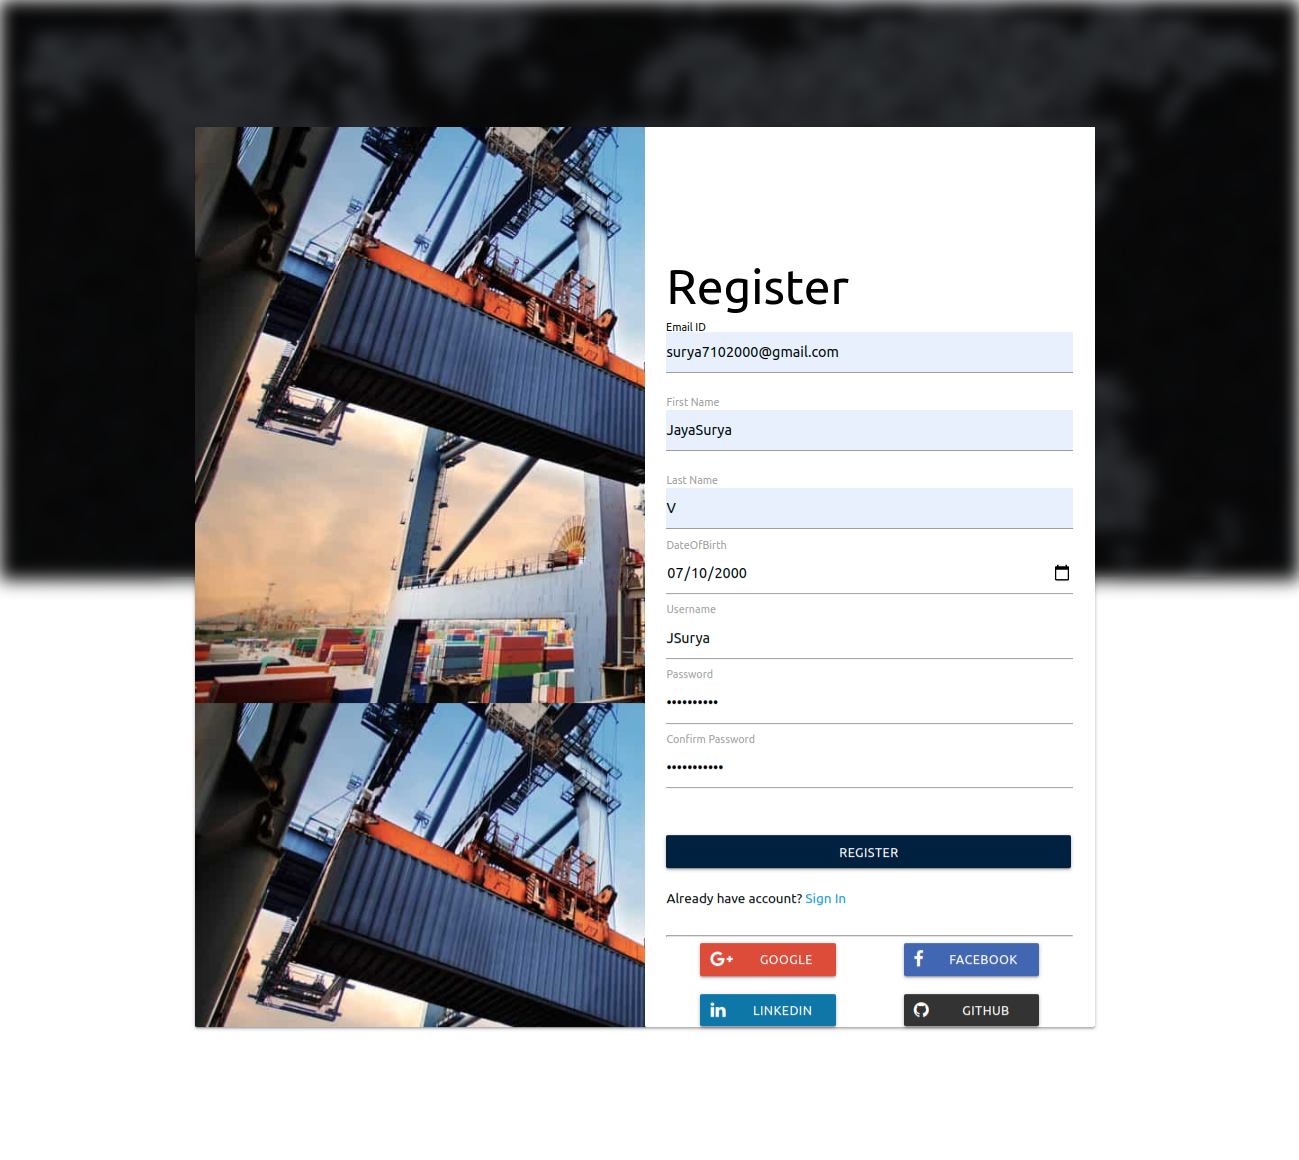 Register
Email ID
surya7102000@gmail.com
First Name
JayaSurya
Last Name
V
DateOfBirth
07/10/2000
Username
JSurya
Password
••••••••••
Confirm Password
•••••••••••
REGISTER
Already have account? Sign In
G+ GOOGLE
f FACEBOOK
in LINKEDIN
GITHUB